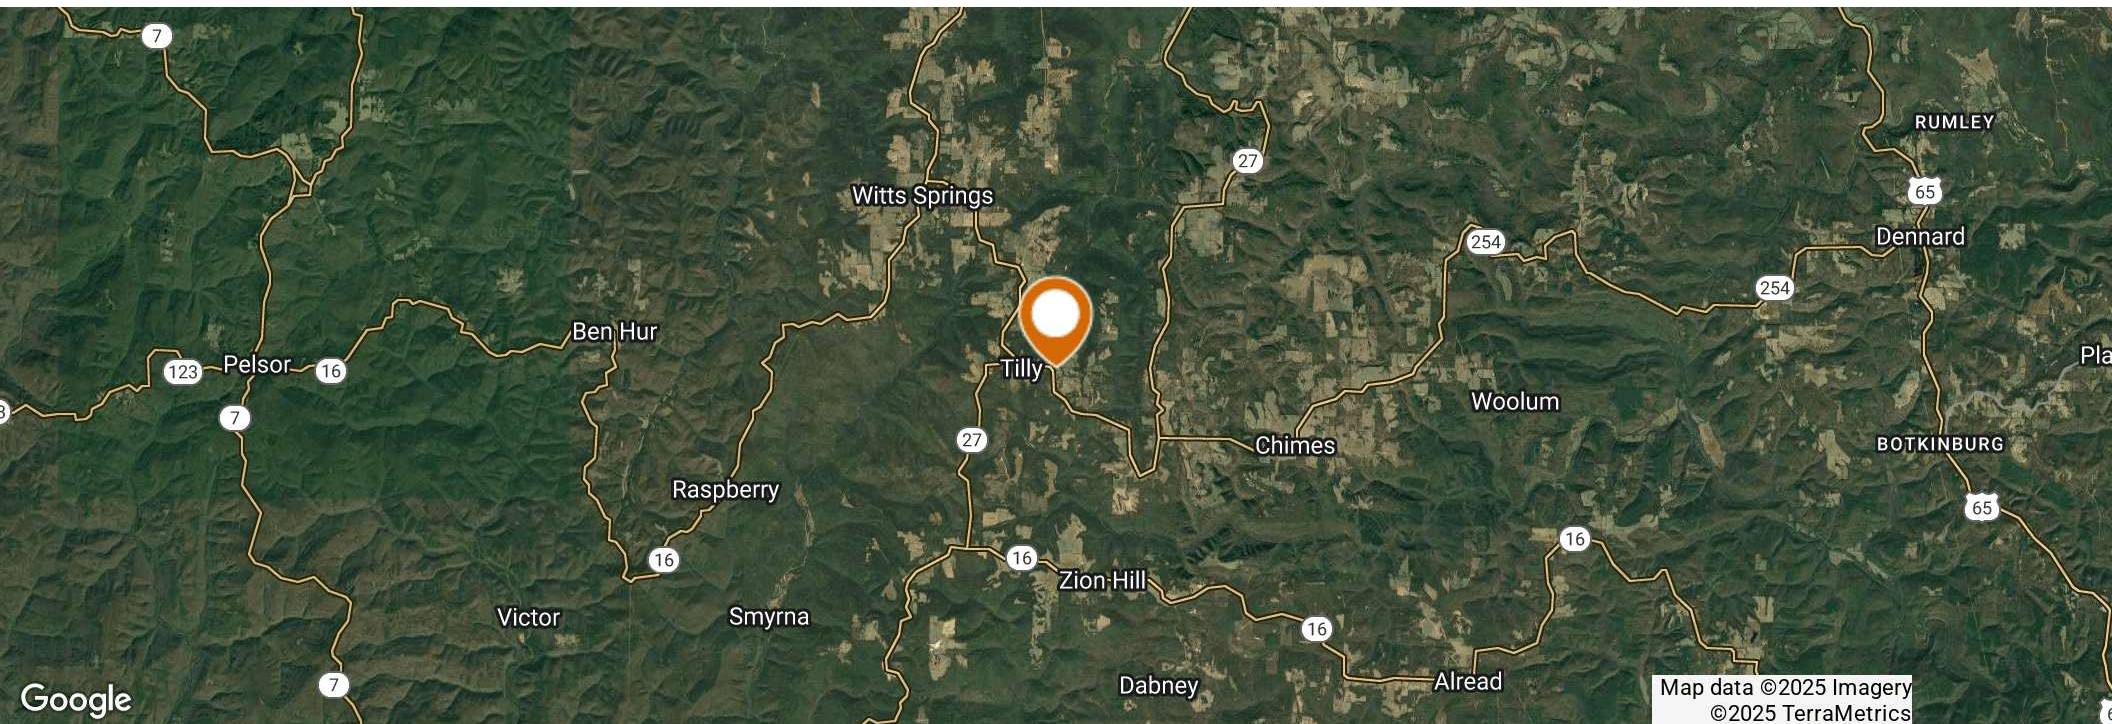 7
RUMLEY
27
65
Witts Springs
Dennard
254
254
Ben Hur
Pelsor
123
16
Tilly
Woolum
7
27
Chimes
BOTKINBURG
Raspberry
65
16
16
16
Zion Hill
Victor
Smyrna
16
7
Dabney
Alread
Google
Map data ©2025 Imagery
©2025 TerraMetrics